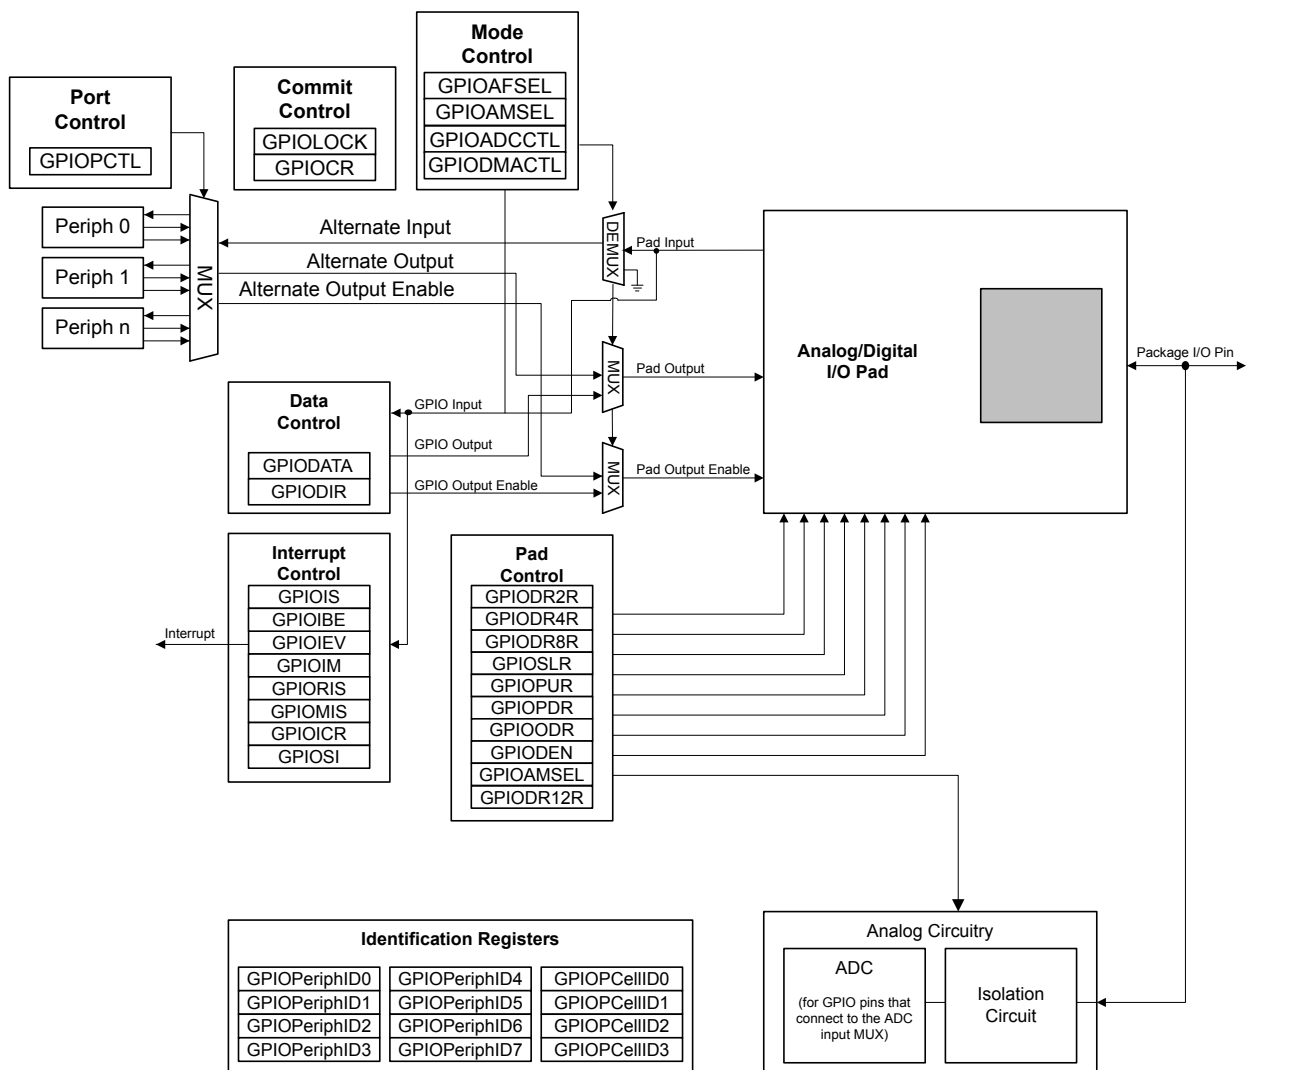 Mode
Control
GPIOAFSEL
GPIOAMSEL
GPIOADCCTL
GPIODMACTL
Commit
Control
GPIOLOCK
GPIOCR
Port
Control
GPIOPCTL
Periph 0
Periph 1
Periph n
MUX
Alternate Input
Alternate Output
Alternate Output Enable
DEMUX
Pad Input
MUX
Pad Output
MUX
Pad Output Enable
Analog/Digital
I/O Pad
Package I/O Pin
Data
Control
GPIODATA
GPIODIR
GPIO Input
GPIO Output
GPIO Output Enable
Interrupt
Control
GPIOIS
GPIOIBE
GPIOIEV
GPIOIM
GPIORIS
GPIOMIS
GPIOICR
GPIOSI
Interrupt
Pad
Control
GPIODR2R
GPIODR4R
GPIODR8R
GPIOSLR
GPIOPUR
GPIOPDR
GPIOODR
GPIODEN
GPIOAMSEL
GPIODR12R
Identification Registers
GPIOPeriphID0
GPIOPeriphID1
GPIOPeriphID2
GPIOPeriphID3
GPIOPeriphID4
GPIOPeriphID5
GPIOPeriphID6
GPIOPeriphID7
GPIOPCellID0
GPIOPCellID1
GPIOPCellID2
GPIOPCellID3
Analog Circuitry
ADC
(for GPIO pins that
connect to the ADC
input MUX)
Isolation
Circuit